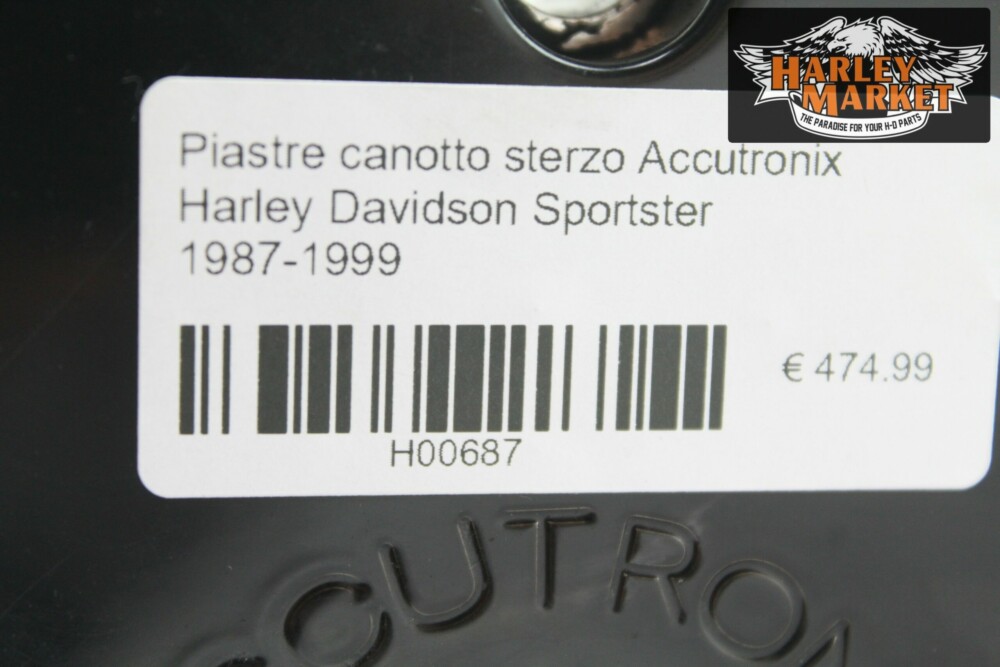 HARLEY
MARKET
THE PARADISE FOR YOUR H-D PARTS
Piastre canotto sterzo Accutronix
Harley Davidson Sportster
1987-1999
€ 474.99
H00687
CCUTRON